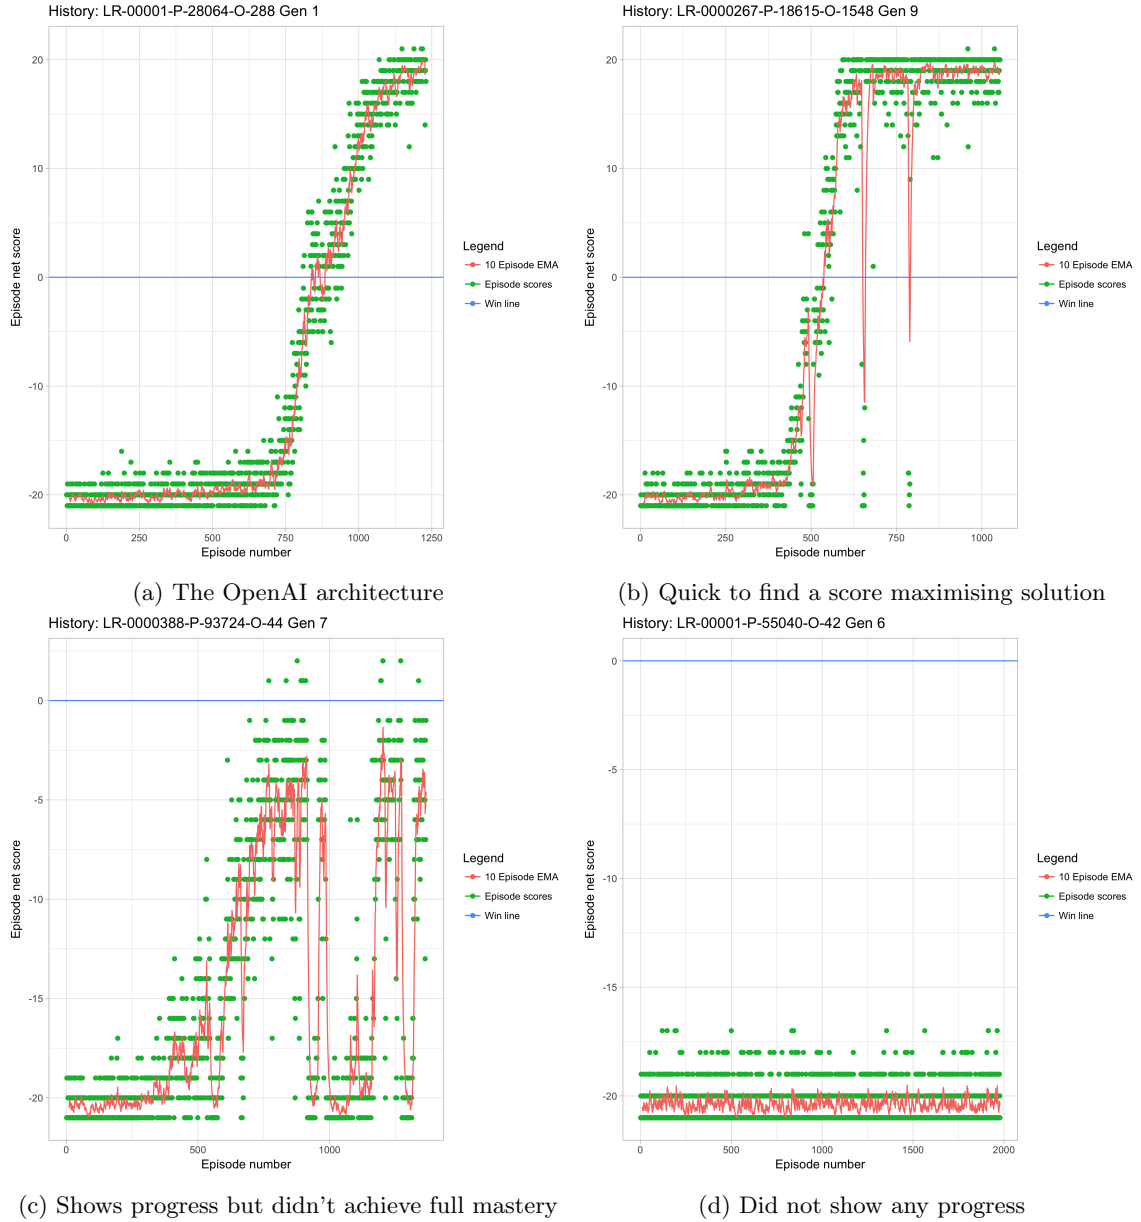 History: LR-00001-P-28064-O-288 Gen 1
20
10
0
-10
-20
Episode net score
0 250 500 750 1000 1250
Episode number
Legend
10 Episode EMA
Episode scores
Win line
(a) The OpenAI architecture
History: LR-0000267-P-18615-O-1548 Gen 9
20
10
0
-10
-20
Episode net score
0 250 500 750 1000
Episode number
Legend
10 Episode EMA
Episode scores
Win line
(b) Quick to find a score maximising solution
History: LR-0000388-P-93724-O-44 Gen 7
0
-5
-10
-15
-20
Episode net score
0 500 1000
Episode number
Legend
10 Episode EMA
Episode scores
Win line
(c) Shows progress but didn't achieve full mastery
History: LR-00001-P-55040-O-42 Gen 6
0
-5
-10
-15
-20
Episode net score
0 500 1000 1500 2000
Episode number
Legend
10 Episode EMA
Episode scores
Win line
(d) Did not show any progress